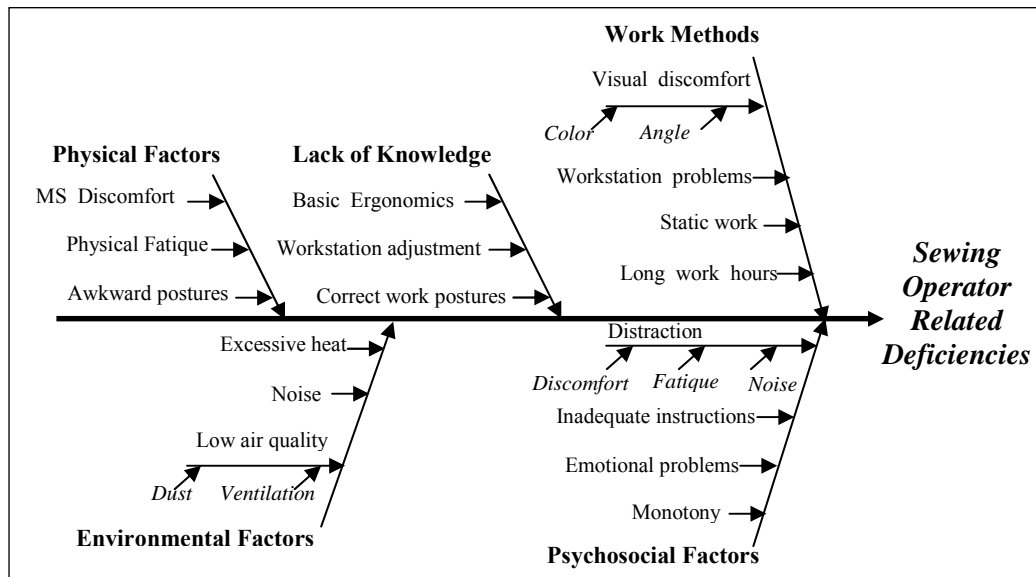 Work Methods
Visual discomfort
Color
Angle
Physical Factors
Lack of Knowledge
MS Discomfort
Basic Ergonomics
Workstation problems
Physical Fatique
Workstation adjustment
Static work
Awkward postures
Correct work postures
Long work hours
Sewing
Operator
Related
Deficiencies
Excessive heat
Distraction
Discomfort
Fatique
Noise
Noise
Inadequate instructions
Low air quality
Dust
Ventilation
Emotional problems
Monotony
Environmental Factors
Psychosocial Factors